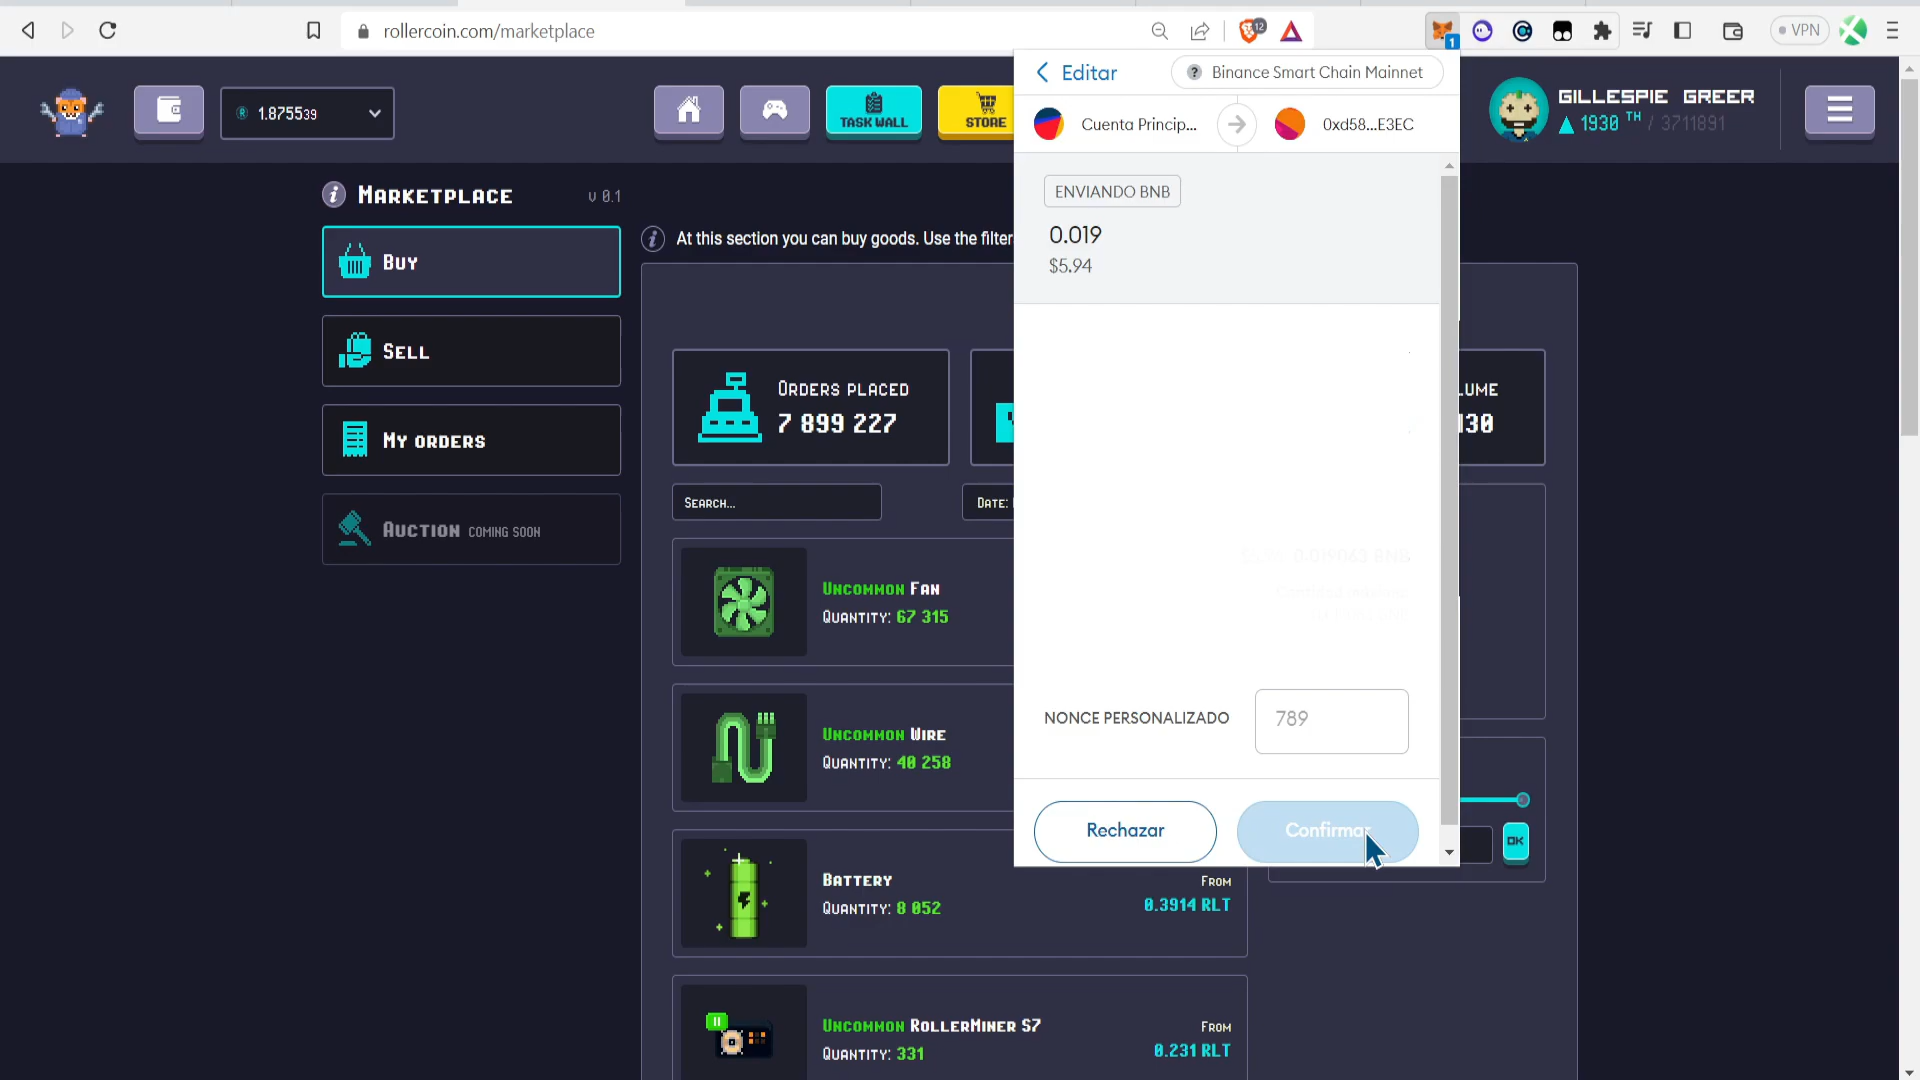 rollercoin.com/marketplace
12
1
VPN
1.875539
TASK WALL
STORE
GILLESPIE GREER
1930 TH / 3711891
Editar
Binance Smart Chain Mainnet
Cuenta Princip...
0xd58...E3EC
ENVIANDO BNB
0.019
$5.94
NONCE PERSONALIZADO
789
Rechazar
Confirmar
MARKETPLACE
v 0.1
BUY
SELL
MY ORDERS
AUCTION COMING SOON
At this section you can buy goods. Use the filter
ORDERS PLACED
7 899 227
LUME
130
SEARCH...
DATE:
UNCOMMON FAN
QUANTITY: 67 315
UNCOMMON WIRE
QUANTITY: 40 258
BATTERY
QUANTITY: 8 052
FROM
0.3914 RLT
OK
UNCOMMON ROLLERMINER S7
QUANTITY: 331
FROM
0.231 RLT